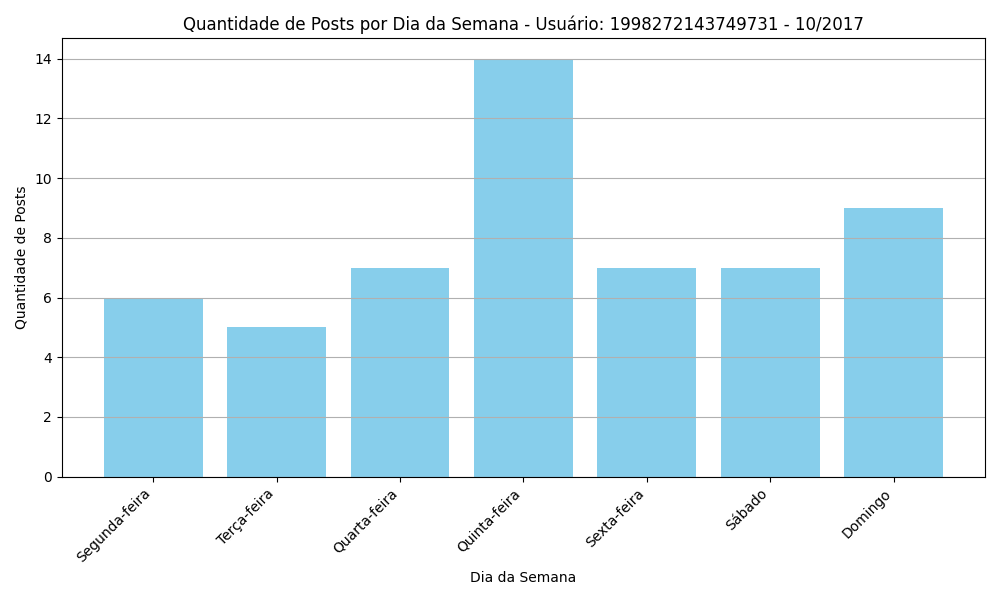 Quantidade de Posts por Dia da Semana - Usuário: 1998272143749731 - 10/2017
Quantidade de Posts
14
12
10
8
6
4
2
0
Segunda-feira
Terça-feira
Quarta-feira
Quinta-feira
Sexta-feira
Sábado
Domingo
Dia da Semana